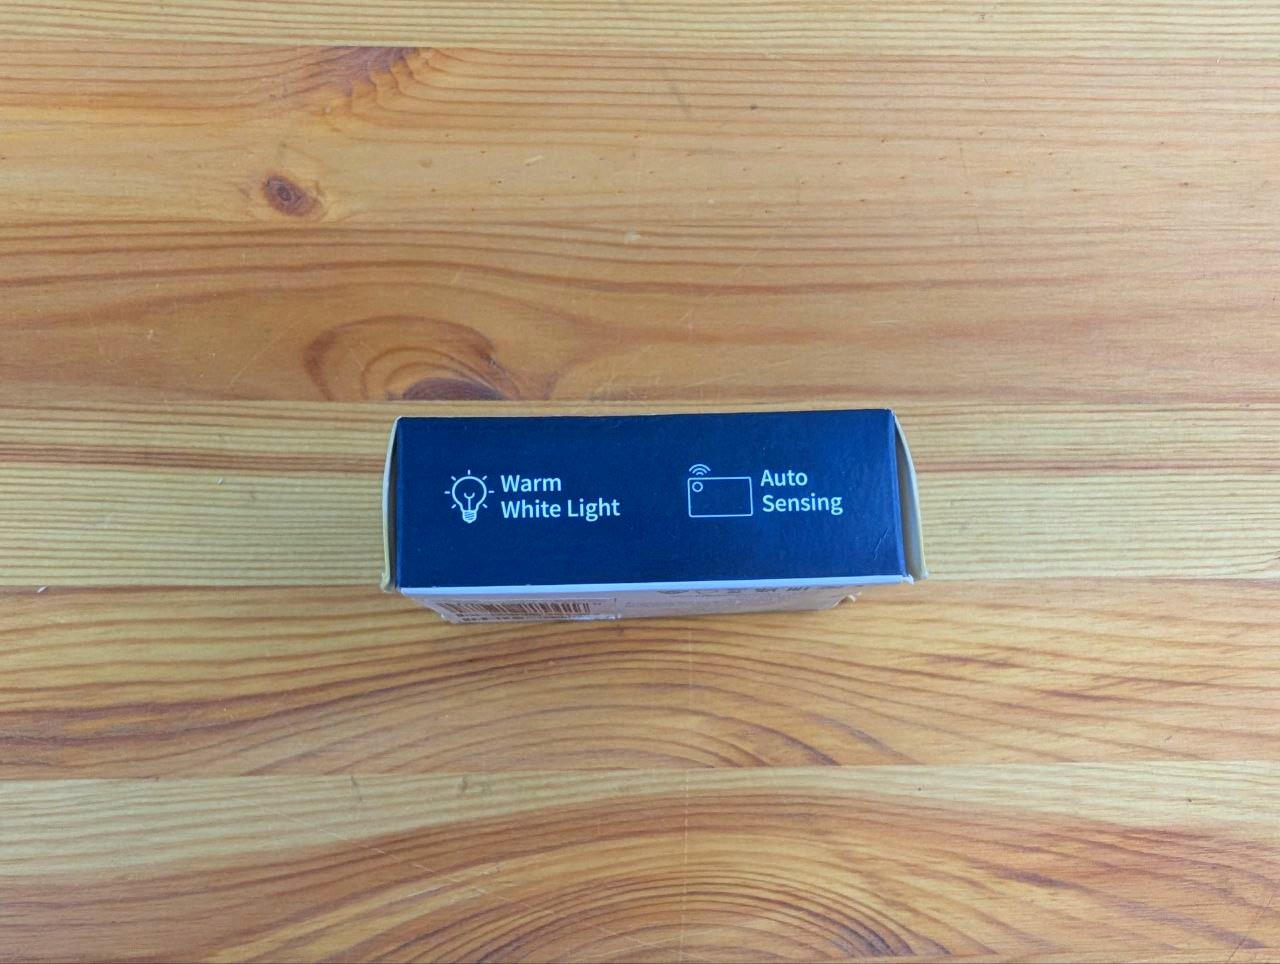 Warm
White Light
Auto
Sensing